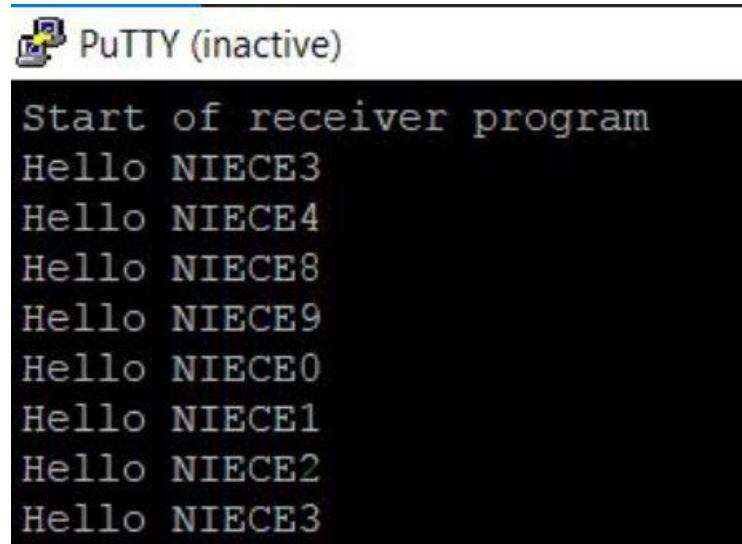 PuTTY (inactive)
Start of receiver program
Hello NIECE3
Hello NIECE4
Hello NIECE8
Hello NIECE9
Hello NIECE0
Hello NIECE1
Hello NIECE2
Hello NIECE3